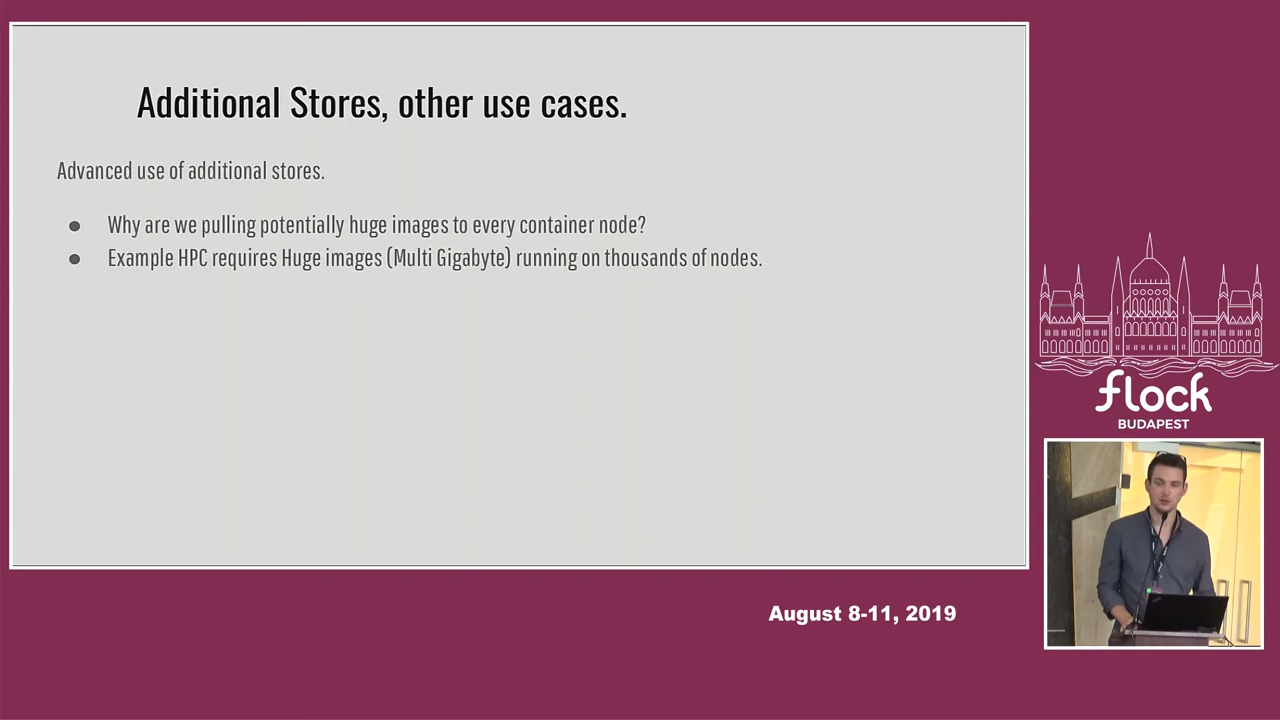 Additional Stores, other use cases.
Advanced use of additional stores.
● Why are we pulling potentially huge images to every container node?
● Example HPC requires Huge images (Multi Gigabyte) running on thousands of nodes.
flock
BUDAPEST
August 8-11, 2019